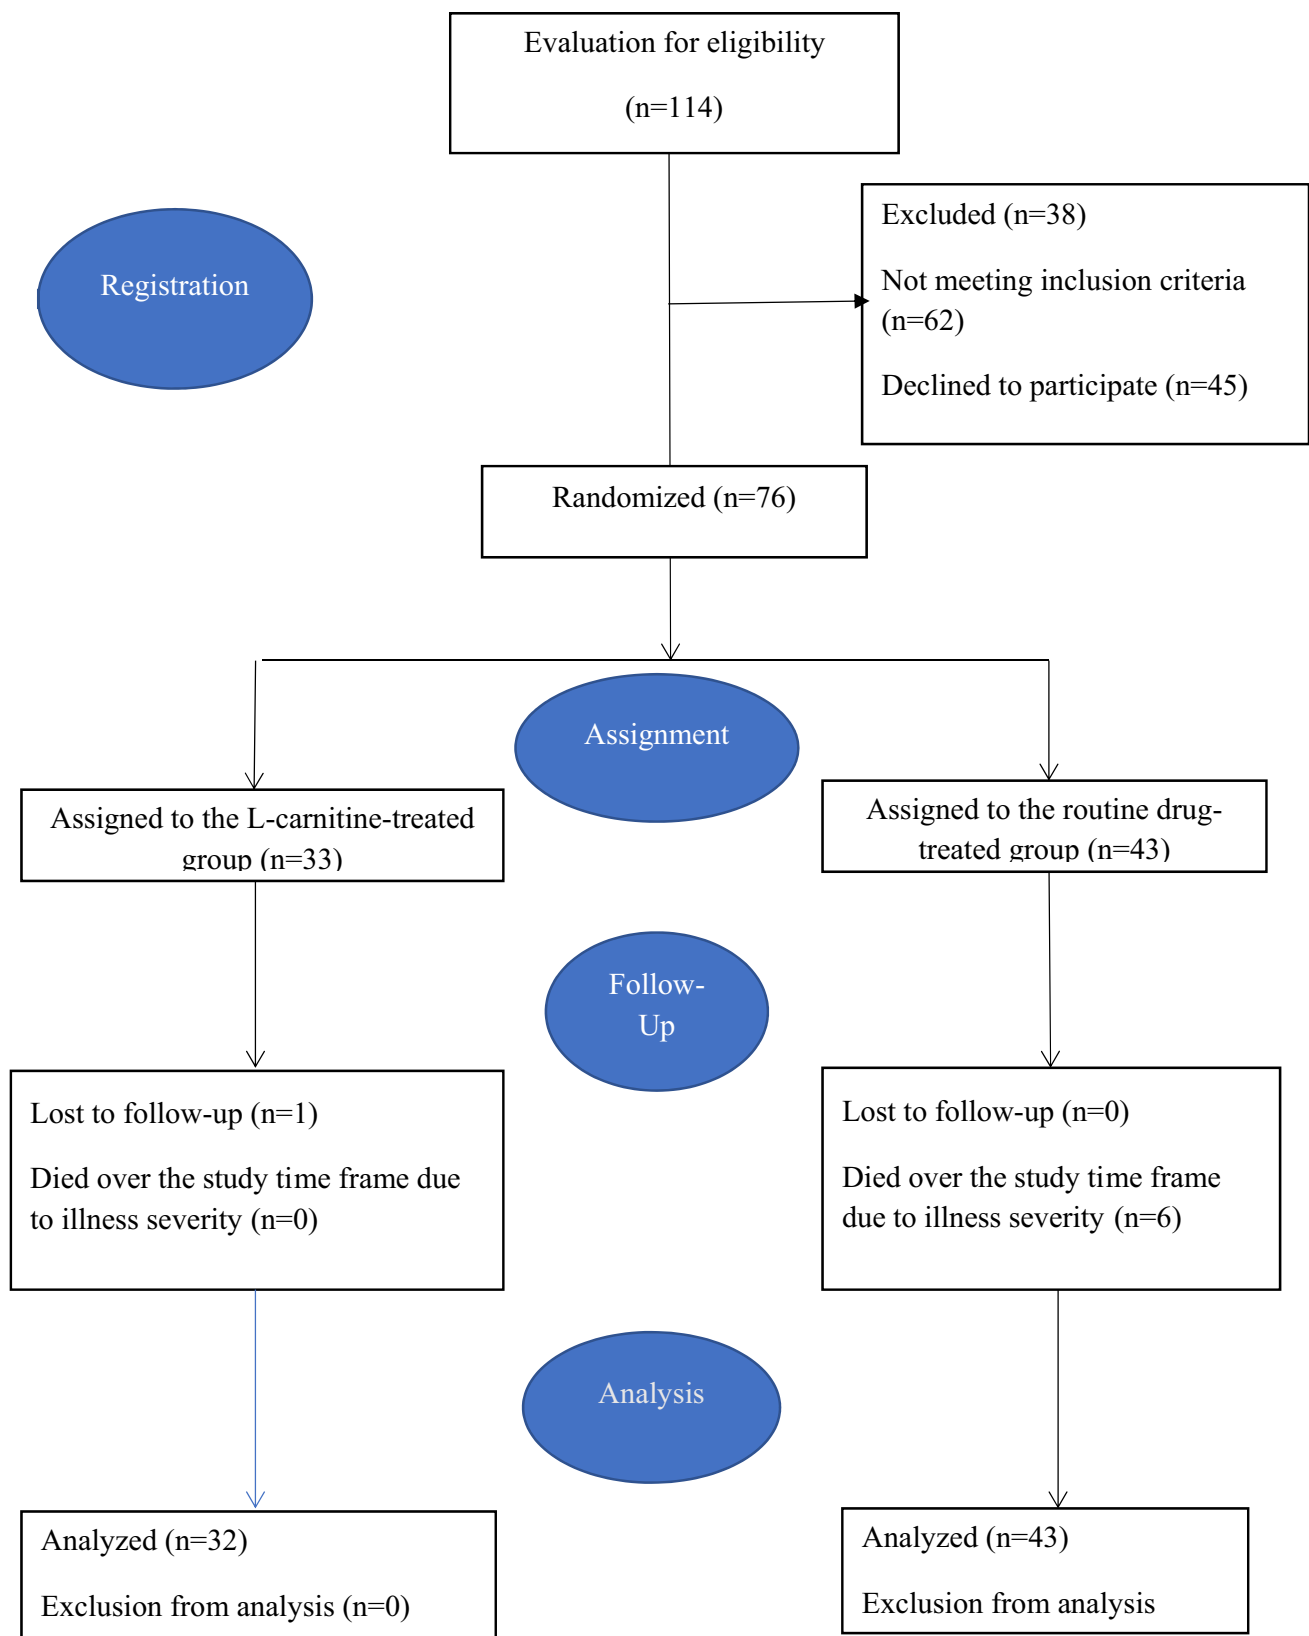 Evaluation for eligibility
(n=114)
Excluded (n=38)
Not meeting inclusion criteria
(n=62)
Declined to participate (n=45)
Registration
Randomized (n=76)
Assignment
Assigned to the L-carnitine-treated
group (n=33)
Assigned to the routine drug-
treated group (n=43)
Follow-
Up
Lost to follow-up (n=1)
Died over the study time frame due
to illness severity (n=0)
Lost to follow-up (n=0)
Died over the study time frame
due to illness severity (n=6)
Analysis
Analyzed (n=32)
Exclusion from analysis (n=0)
Analyzed (n=43)
Exclusion from analysis